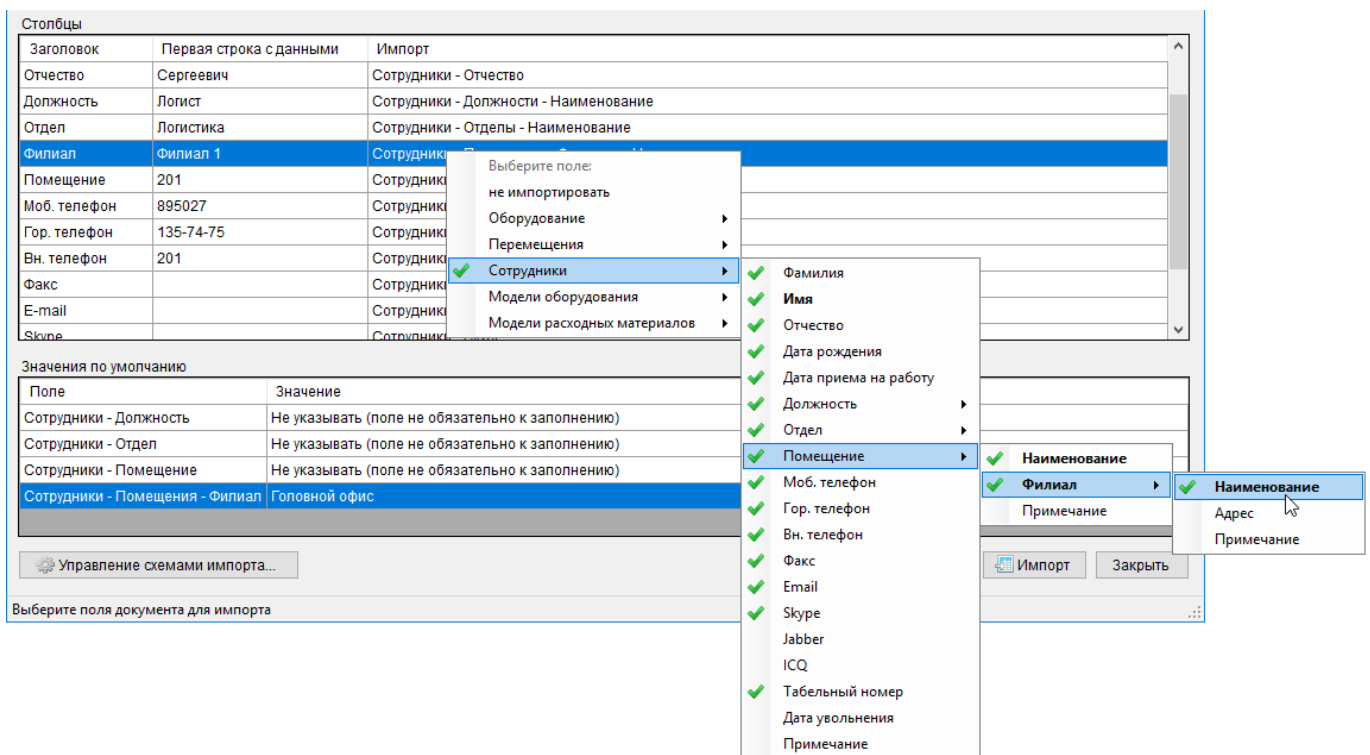 Столбцы
Заголовок Первая строка с данными Импорт
Отчество Сергеевич Сотрудники - Отчество
Должность Логист Сотрудники - Должности - Наименование
Отдел Логистика Сотрудники - Отделы - Наименование
Филиал Филиал 1
Помещение 201
Моб. телефон 895027
Гор. телефон 135-74-75
Вн. телефон 201
Факс
E-mail
Skype
Выберите поле:
не импортировать
Оборудование
Перемещения
Сотрудники
Модели оборудования
Модели расходных материалов
Фамилия
Имя
Отчество
Дата рождения
Дата приема на работу
Должность
Отдел
Помещение
Моб. телефон
Гор. телефон
Вн. телефон
Факс
Email
Skype
Jabber
ICQ
Табельный номер
Дата увольнения
Примечание
Наименование
Филиал
Примечание
Наименование
Адрес
Примечание
Значения по умолчанию
Поле Значение
Сотрудники - Должность Не указывать (поле не обязательно к заполнению)
Сотрудники - Отдел Не указывать (поле не обязательно к заполнению)
Сотрудники - Помещение Не указывать (поле не обязательно к заполнению)
Сотрудники - Помещения - Филиал Головной офис
Управление схемами импорта... Импорт Закрыть
Выберите поля документа для импорта